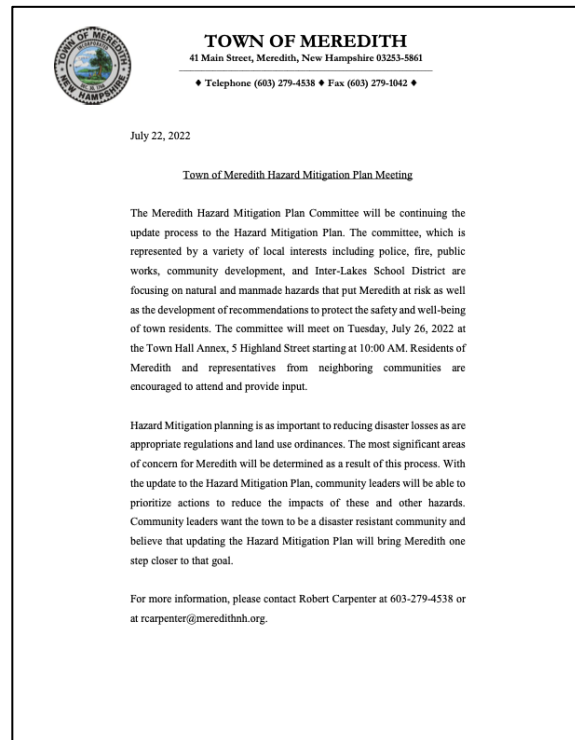 TOWN OF MEREDITH
INCORPORATED
NEW HAMPSHIRE
TOWN OF MEREDITH
41 Main Street, Meredith, New Hampshire 03253-5861
♦ Telephone (603) 279-4538 ♦ Fax (603) 279-1042 ♦
July 22, 2022
Town of Meredith Hazard Mitigation Plan Meeting
The Meredith Hazard Mitigation Plan Committee will be continuing the
update process to the Hazard Mitigation Plan. The committee, which is
represented by a variety of local interests including police, fire, public
works, community development, and Inter-Lakes School District are
focusing on natural and manmade hazards that put Meredith at risk as well
as the development of recommendations to protect the safety and well-being
of town residents. The committee will meet on Tuesday, July 26, 2022 at
the Town Hall Annex, 5 Highland Street starting at 10:00 AM. Residents of
Meredith and representatives from neighboring communities are
encouraged to attend and provide input.
Hazard Mitigation planning is as important to reducing disaster losses as are
appropriate regulations and land use ordinances. The most significant areas
of concern for Meredith will be determined as a result of this process. With
the update to the Hazard Mitigation Plan, community leaders will be able to
prioritize actions to reduce the impacts of these and other hazards.
Community leaders want the town to be a disaster resistant community and
believe that updating the Hazard Mitigation Plan will bring Meredith one
step closer to that goal.
For more information, please contact Robert Carpenter at 603-279-4538 or
at rcarpenter@meredithnh.org.